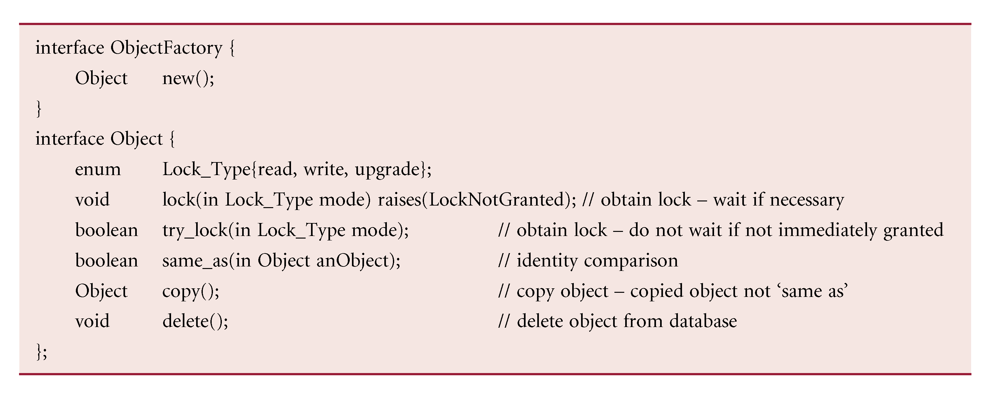 interface ObjectFactory {
Object new();
}
interface Object {
enum Lock_Type{read, write, upgrade};
void lock(in Lock_Type mode) raises(LockNotGranted); // obtain lock – wait if necessary
boolean try_lock(in Lock_Type mode); // obtain lock – do not wait if not immediately granted
boolean same_as(in Object anObject); // identity comparison
Object copy(); // copy object – copied object not ‘same as’
void delete(); // delete object from database
};